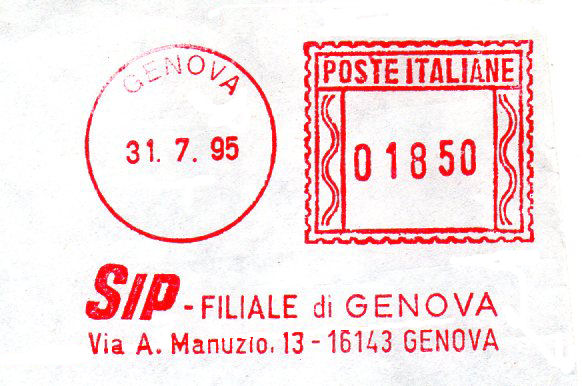 GENOVA
31. 7. 95
POSTE ITALIANE
01850
SIP - FILIALE di GENOVA
Via A. Manuzio, 13 - 16143 GENOVA